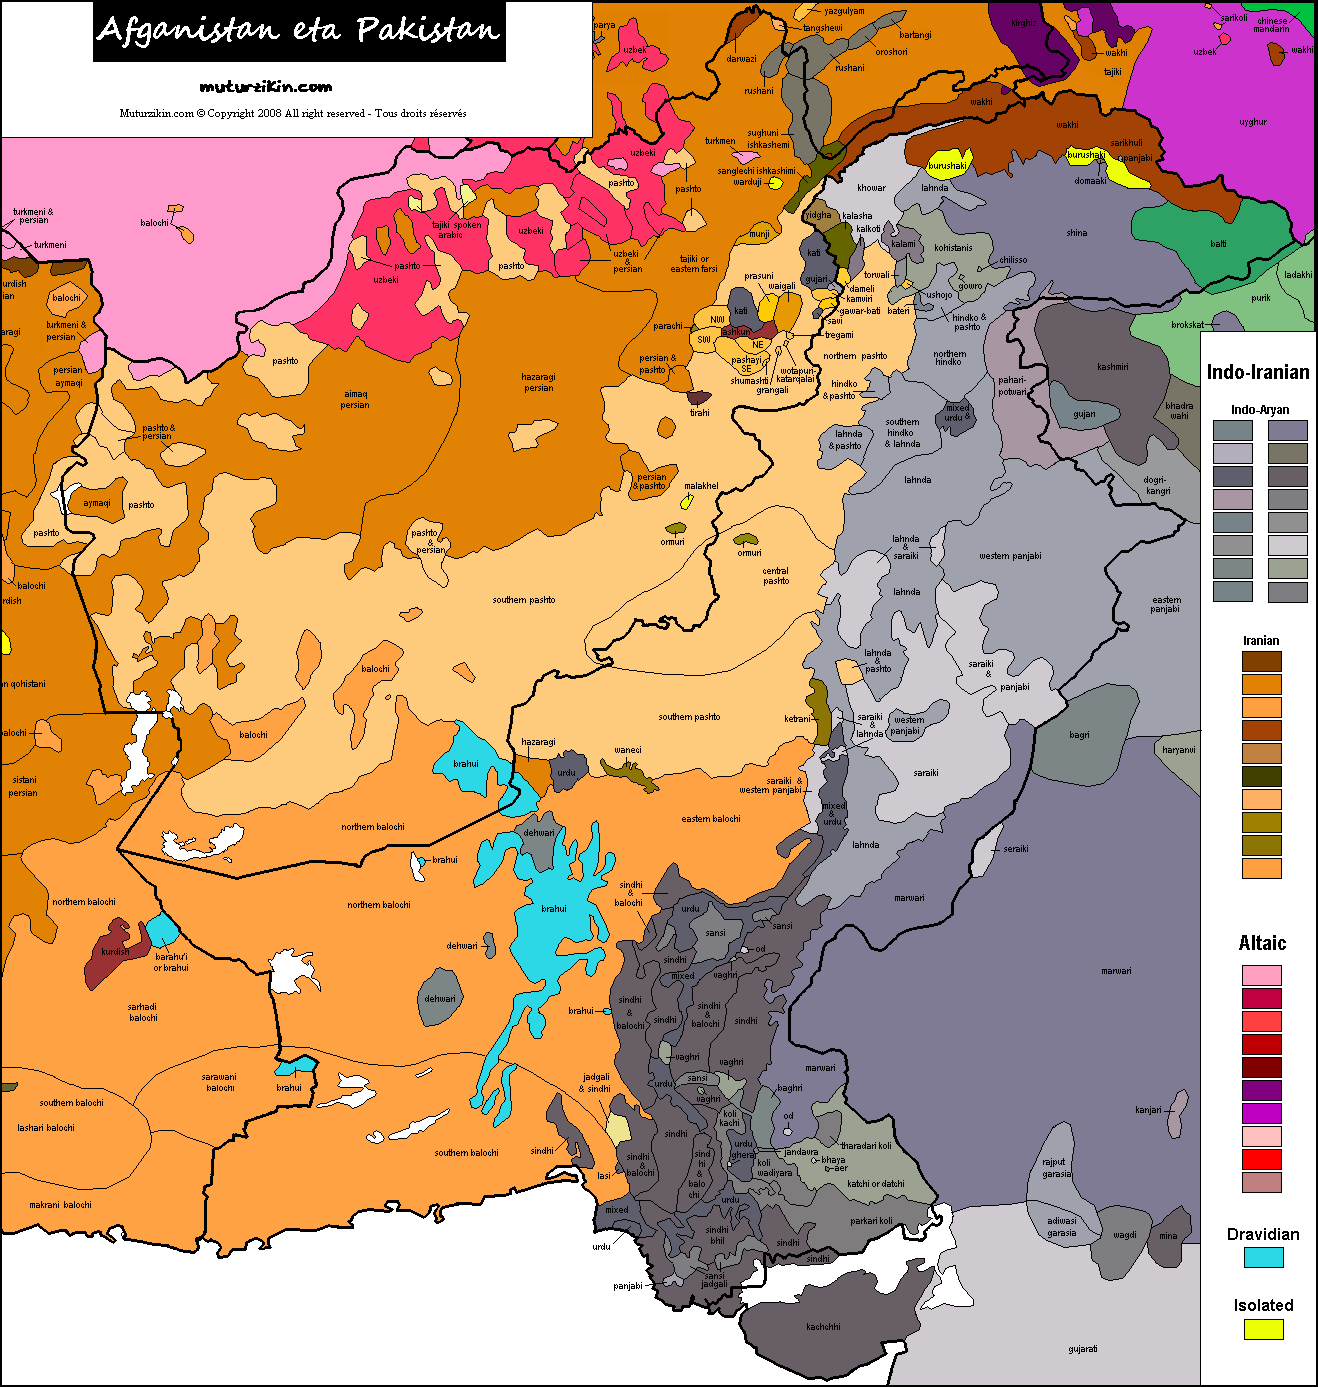 Afganistan eta Pakistan
muturzikin.com
Muturzikin.com © Copyright 2008 All right reserved - Tous droits réservés
parya
uzbek
darwazi
yazgulyam
tangshewi
bartangi
oroshori
rushani
rushani
kirghiz
wakhi
tajiki
sarikoli
chinese
mandarin
uzbek
wakhi
uyghur
wakhi
wakhi
sarikhuli
panjabi
burushaki
burushaki
domaaki
sughuni
ishkashemi
turkmen
uzbeki
pashto
pashto
sanglechi ishkashimi
warduji
khowar
lahnda
shina
balti
ladakhi
purik
brokskat
turkmeni &
persian
turkmeni
balochi
tajiki spoken
arabic
uzbeki
pashto
pashto
uzbeki
uzbeki
&
persian
tajiki or
eastern farsi
munji
yidgha
kalasha
kalkoti
kalami
kohistanis
chilisso
gowro
kati
gujari
torwali
ushojo
dameli
kamviri
bateri
gawar-bati
savi
hindko &
pashto
prasuni
waigali
kati
NW
ashkun
SW
NE
pashayi
SE
parachi
tregami
wotapuri-
katarqalai
shumashti
grangali
tirahi
northern pashto
northern
hindko
hindko
& pashto
pahari-
potwari
kashmiri
gujari
bhadra
wahi
dogri-
kangri
urdish
ian
balochi
aragi
turkmeni &
persian
persian
aymaqi
pashto
aimaq
persian
hazaragi
persian
persian &
pashto
pashto &
persian
aymaqi
pashto
pashto
persian
& pashto
malakhel
ormuri
ormuri
pashto
&
persian
mixed
urdu &
southern
hindko
& lahnda
lahnda
& pashto
lahnda
lahnda
&
saraiki
western panjabi
lahnda
eastern
panjabi
central
pashto
southern pashto
balochi
rdish
an qohistani
balochi
alochi
balochi
sistani
persian
lahnda
& pashto
saraiki
&
panjabi
southern pashto
ketrani
saraiki
&
lahnda
western
panjabi
saraiki
bagri
haryanvi
brahui
hazaragi
urdu
waneci
saraiki &
western panjabi
mixed
&
urdu
northern balochi
eastern balochi
dehwari
brahui
lahnda
seraiki
northern balochi
northern balochi
brahui
sindhi
&
balochi
urdu
sansi
sindhi
marwari
marwari
kurdish
barahu'i
or brahui
dehwari
dehwari
od
sindhi
mixed
vaghri
sarhadi
balochi
brahui
sindhi
&
balochi
sindhi
sindhi
& balochi
sindhi
vaghri
vaghri
marwari
sarawani
balochi
brahui
jadgali
& sindhi
urdu
sansi
vaghri
baghri
koli
kachi
od
kanjari
southern balochi
lashari balochi
southern balochi
sindhi
sindhi
urdu
ghera
jandavra
tharadari koli
bhaya
aer
koli
wadiyara
katchi or datchi
lasi
sindhi
&
balochi
sind
hi
&
balo
chi
rajput
garasia
makrani balochi
mixed
urdu
urdu
sindhi
bhil
sindhi
parkari koli
sindhi
adiwasi
garasia
wagdi
mina
panjabi
sansi
jadgali
kachchhi
gujarati
Indo-Iranian
Indo-Aryan
Iranian
Altaic
Dravidian
Isolated